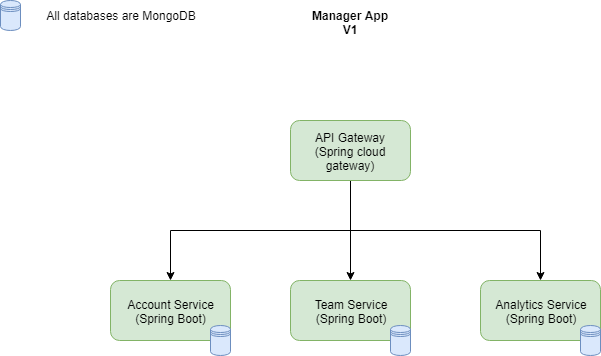 All databases are MongoDB
Manager App
V1
API Gateway
(Spring cloud
gateway)
Account Service
(Spring Boot)
Team Service
(Spring Boot)
Analytics Service
(Spring Boot)